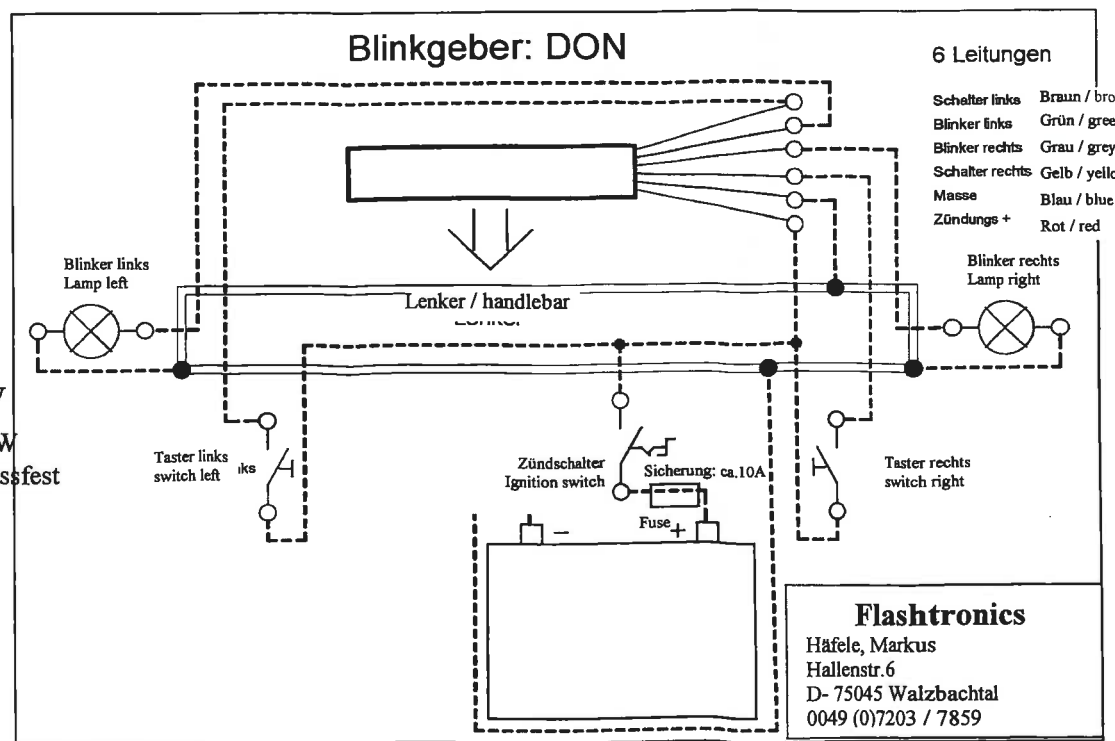 Blinkgeber: DON
6 Leitungen
Schalter links Braun / bro
Blinker links Grün / gree
Blinker rechts Grau / grey
Schalter rechts Gelb / yello
Masse Blau / blue
Zündungs + Rot / red
Blinker links
Lamp left
Blinker rechts
Lamp right
Lenker / handlebar
W
ssfest
Taster links
switch left
ıks
Zündschalter
Ignition switch
Sicherung: ca.10A
Fuse
+
−
Taster rechts
switch right
Flashtronics
Häfele, Markus
Hallenstr.6
D- 75045 Walzbachtal
0049 (0)7203 / 7859